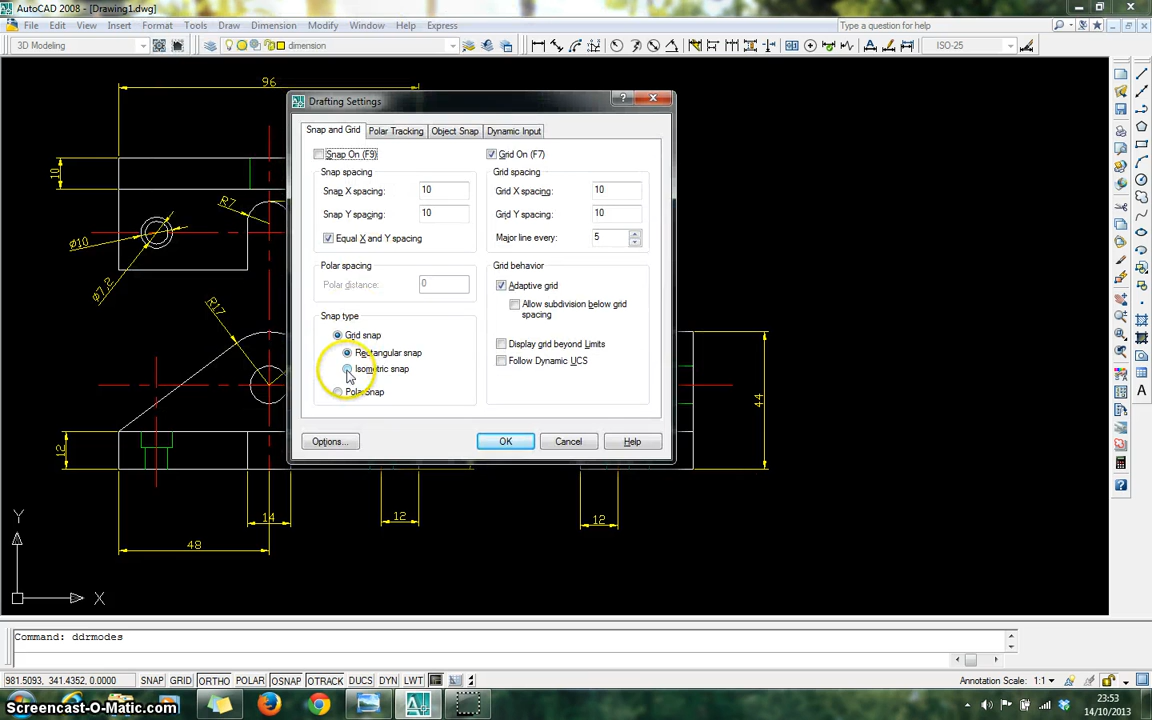 AutoCAD 2008 - [Drawing1.dwg]
File Edit View Insert Format Tools Draw Dimension Modify Window Help Express
Type a question for help
3D Modeling
dimension
ISO-25
96
10
R7
Ø10
Ø7,2
R17
12
48
14
12
12
44
Y
X
Drafting Settings
Snap and Grid Polar Tracking Object Snap Dynamic Input
Snap On (F9)
Grid On (F7)
Snap spacing
Snap X spacing: 10
Snap Y spacing: 10
Equal X and Y spacing
Grid spacing
Grid X spacing: 10
Grid Y spacing: 10
Major line every: 5
Polar spacing
Polar distance: 0
Grid behavior
Adaptive grid
Allow subdivision below grid
spacing
Display grid beyond Limits
Follow Dynamic UCS
Snap type
Grid snap
Rectangular snap
Isometric snap
PolarSnap
Options... OK Cancel Help
Command: ddrmodes
981.5093, 341.4352, 0.0000 SNAP GRID ORTHO POLAR OSNAP OTRACK DUCS DYN LWT
Annotation Scale: 1:1
Screencast-O-Matic.com
23:53
14/10/2013